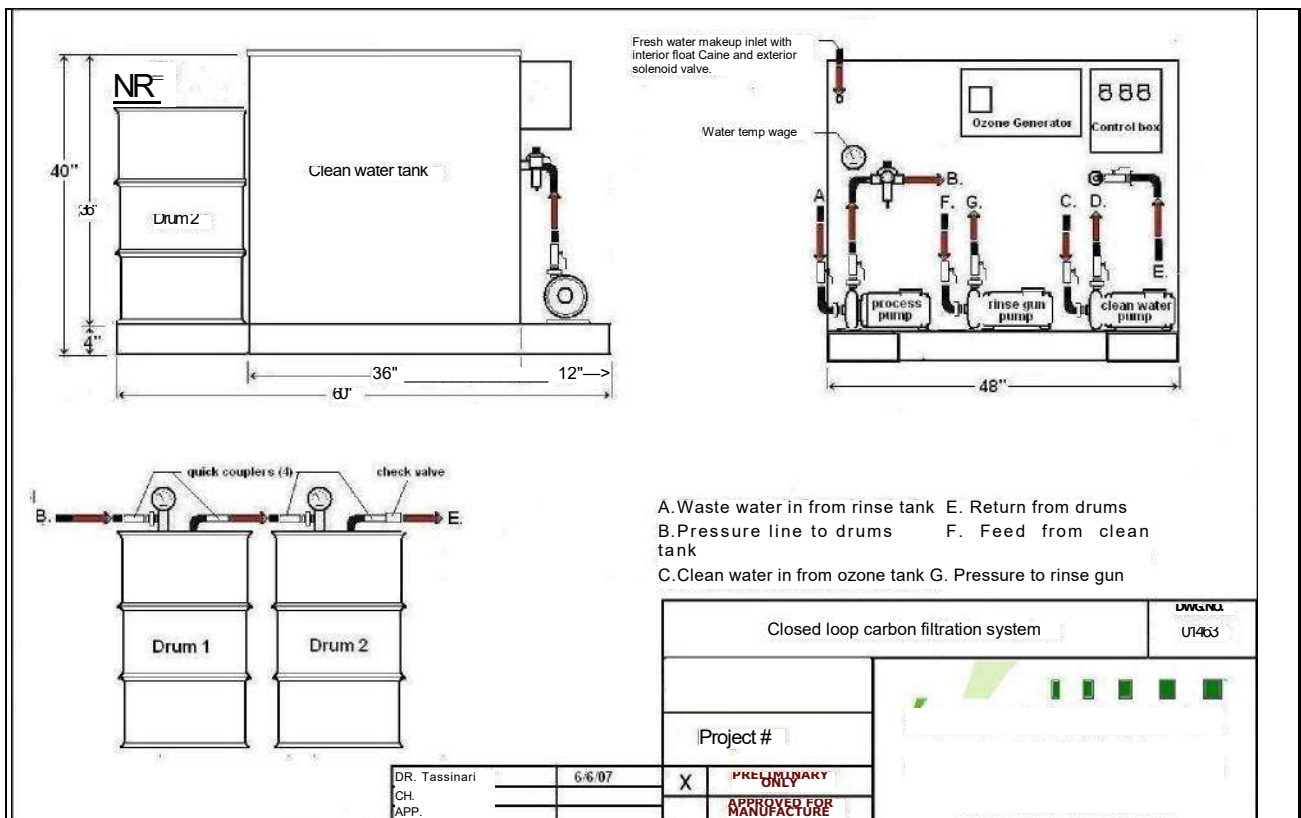 Fresh water makeup inlet with
interior float Caine and exterior
solenoid valve.
NR
Ozone Generator
Control box
Water temp wage
Clean water tank
40"
36"
Drum 2
4"
36"
12"
60"
A
B.
F. G.
C. D.
E.
process
pump
rinse gun
pump
clean water
pump
48"
quick couplers (4)
check valve
B.
E.
Drum 1
Drum 2
A.Waste water in from rinse tank E. Return from drums
B.Pressure line to drums F. Feed from clean
tank
C.Clean water in from ozone tank G. Pressure to rinse gun
Closed loop carbon filtration system
DWG.NO.
01463
Project #
DR. Tassinari
6/6/07
X
PRELIMINARY
ONLY
CH.
APP.
APPROVED FOR
MANUFACTURE